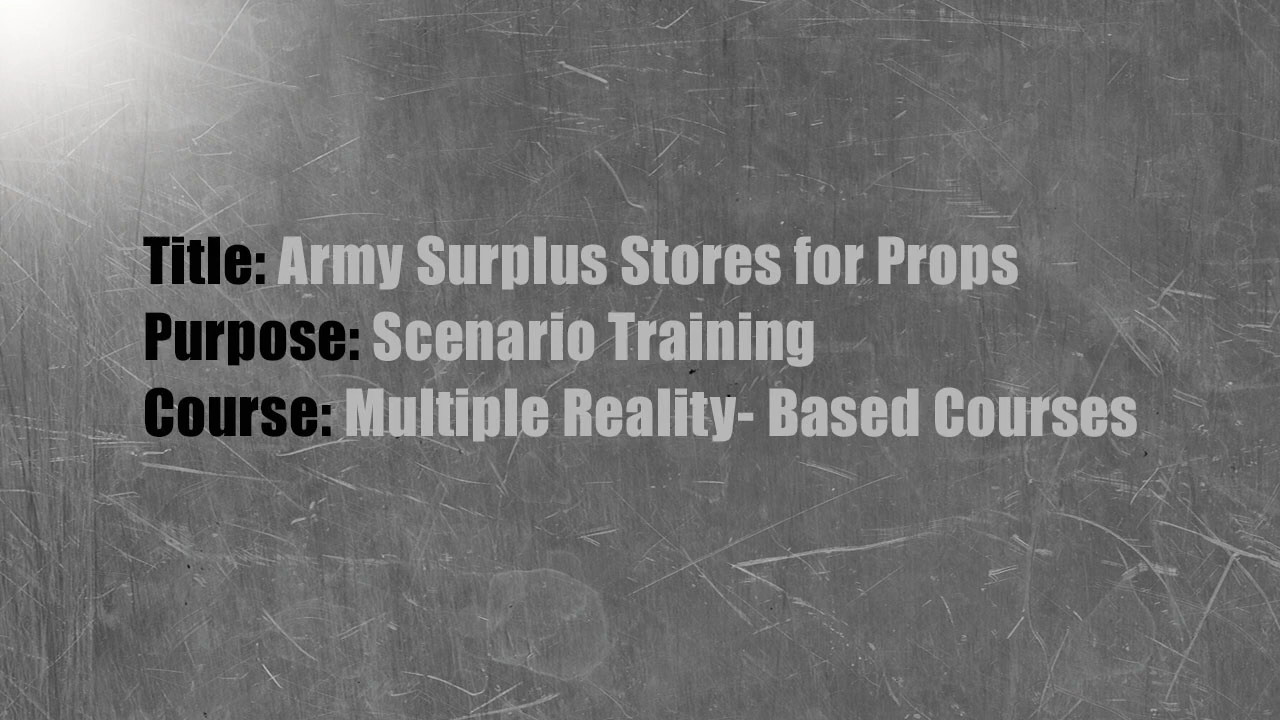 Title: Army Surplus Stores for Props
Purpose: Scenario Training
Course: Multiple Reality- Based Courses